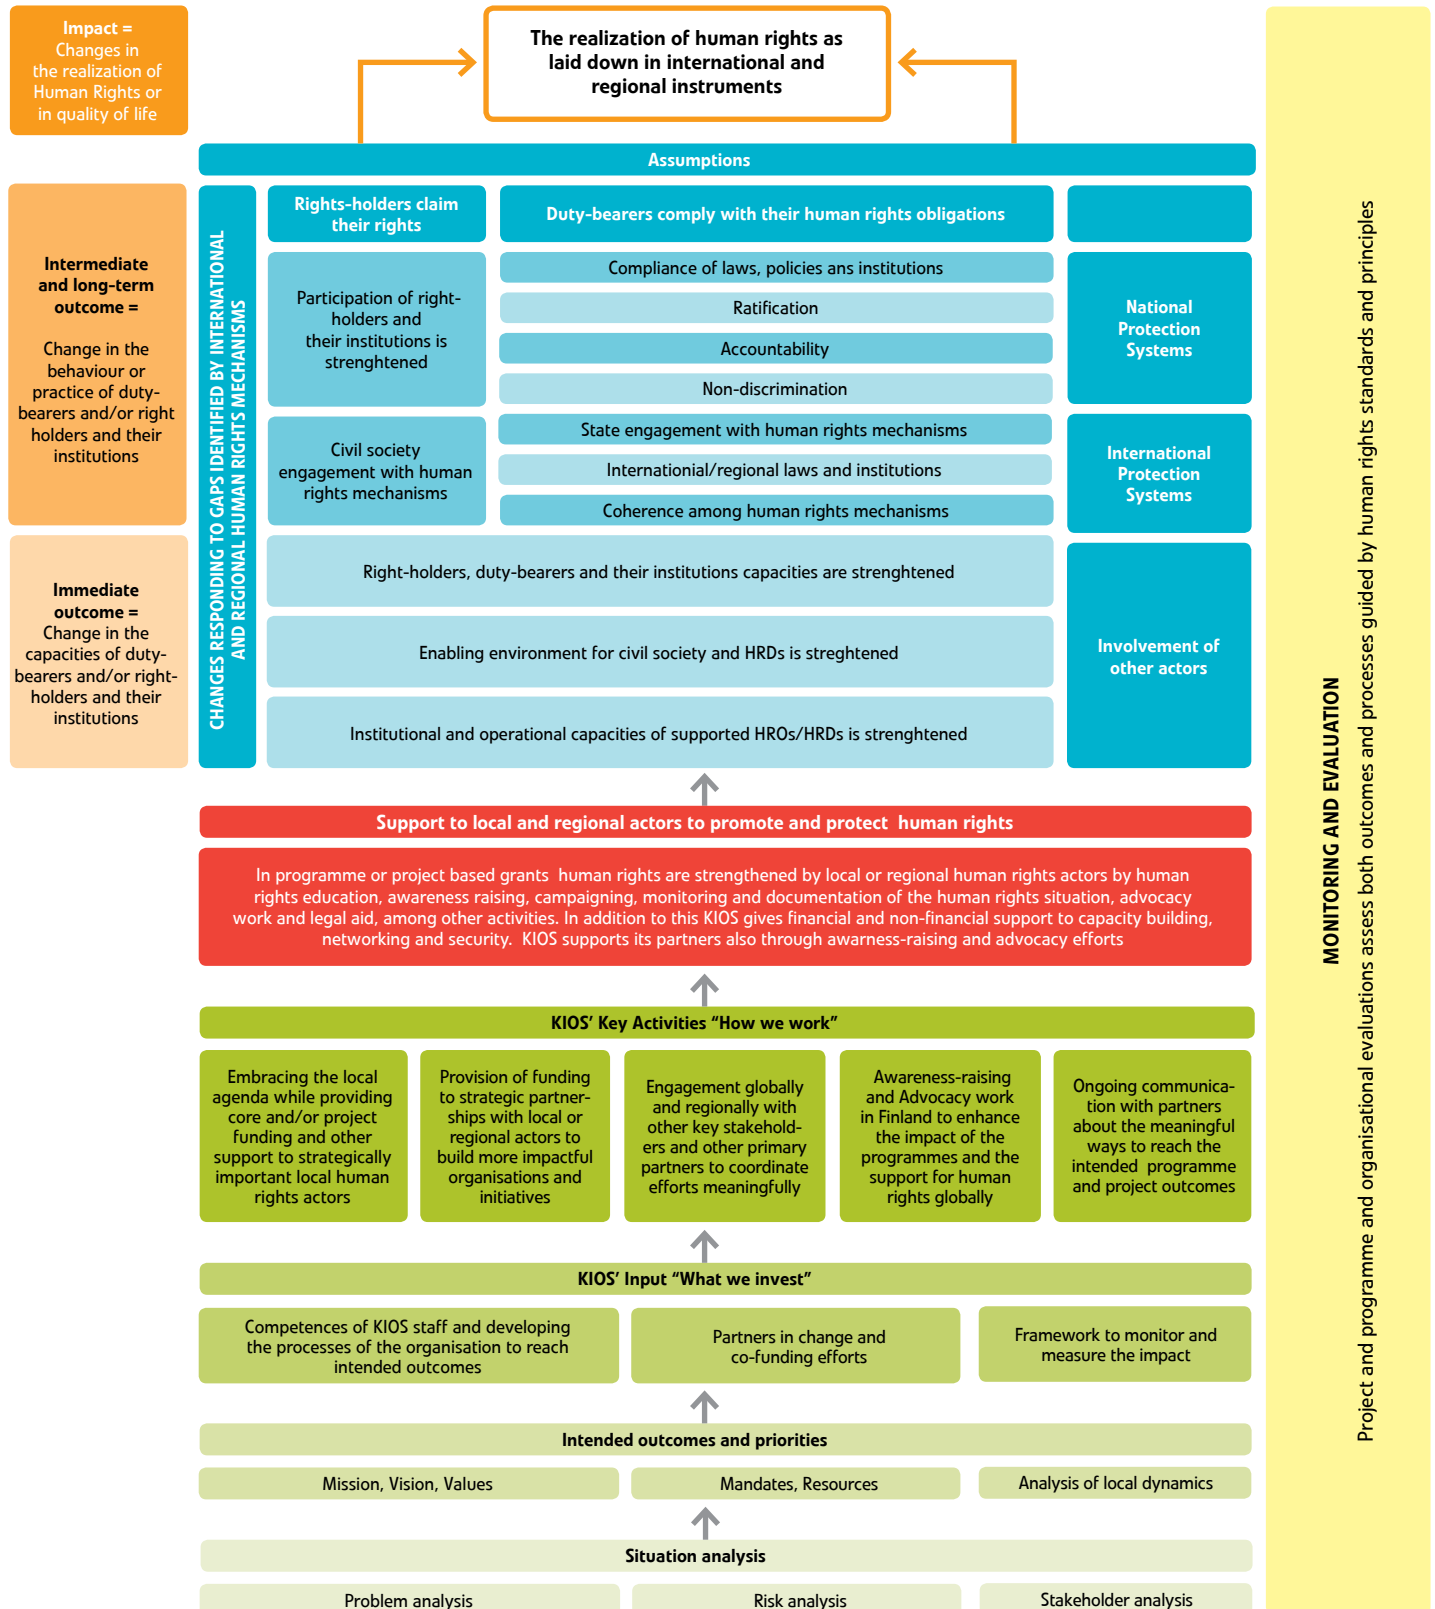 Impact =
Changes in
the realization of
Human Rights or
in quality of life
The realization of human rights as
laid down in international and
regional instruments
Assumptions
Intermediate
and long-term
outcome =
Change in the
behaviour or
practice of duty-
bearers and/or right
holders and their
institutions
Immediate
outcome =
Change in the
capacities of duty-
bearers and/or right-
holders and their
institutions
CHANGES RESPONDING TO GAPS IDENTIFIED BY INTERNATIONAL
AND REGIONAL HUMAN RIGHTS MECHANISMS
Rights-holders claim
their rights
Participation of right-
holders and
their institutions is
strenghtened
Civil society
engagement with human
rights mechanisms
Duty-bearers comply with their human rights obligations
Compliance of laws, policies ans institutions
Ratification
Accountability
Non-discrimination
State engagement with human rights mechanisms
Internationial/regional laws and institutions
Coherence among human rights mechanisms
National
Protection
Systems
International
Protection
Systems
Right-holders, duty-bearers and their institutions capacities are strenghtened
Enabling environment for civil society and HRDs is streghtened
Institutional and operational capacities of supported HROs/HRDs is strenghtened
Involvement of
other actors
Support to local and regional actors to promote and protect human rights
In programme or project based grants human rights are strengthened by local or regional human rights actors by human
rights education, awareness raising, campaigning, monitoring and documentation of the human rights situation, advocacy
work and legal aid, among other activities. In addition to this KIOS gives financial and non-financial support to capacity building,
networking and security. KIOS supports its partners also through awarness-raising and advocacy efforts
KIOS' Key Activities “How we work”
Embracing the local
agenda while providing
core and/or project
funding and other
support to strategically
important local human
rights actors
Provision of funding
to strategic partner-
ships with local or
regional actors to
build more impactful
organisations and
initiatives
Engagement globally
and regionally with
other key stakehold-
ers and other primary
partners to coordinate
efforts meaningfully
Awareness-raising
and Advocacy work
in Finland to enhance
the impact of the
programmes and the
support for human
rights globally
Ongoing communica-
tion with partners
about the meaningful
ways to reach the
intended programme
and project outcomes
KIOS' Input “What we invest”
Competences of KIOS staff and developing
the processes of the organisation to reach
intended outcomes
Partners in change and
co-funding efforts
Framework to monitor and
measure the impact
Intended outcomes and priorities
Mission, Vision, Values
Mandates, Resources
Analysis of local dynamics
Situation analysis
Problem analysis
Risk analysis
Stakeholder analysis
MONITORING AND EVALUATION
Project and programme and organisational evaluations assess both outcomes and processes guided by human rights standards and principles